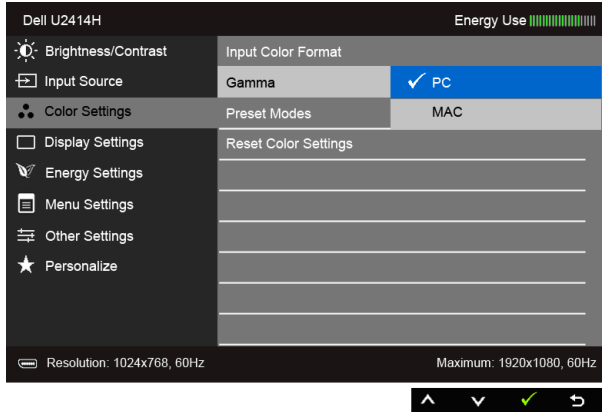 Dell U2414H
Energy Use
Brightness/Contrast
Input Source
Color Settings
Display Settings
Energy Settings
Menu Settings
Other Settings
Personalize
Input Color Format
Gamma
PC
Preset Modes
MAC
Reset Color Settings
Resolution: 1024x768, 60Hz
Maximum: 1920x1080, 60Hz